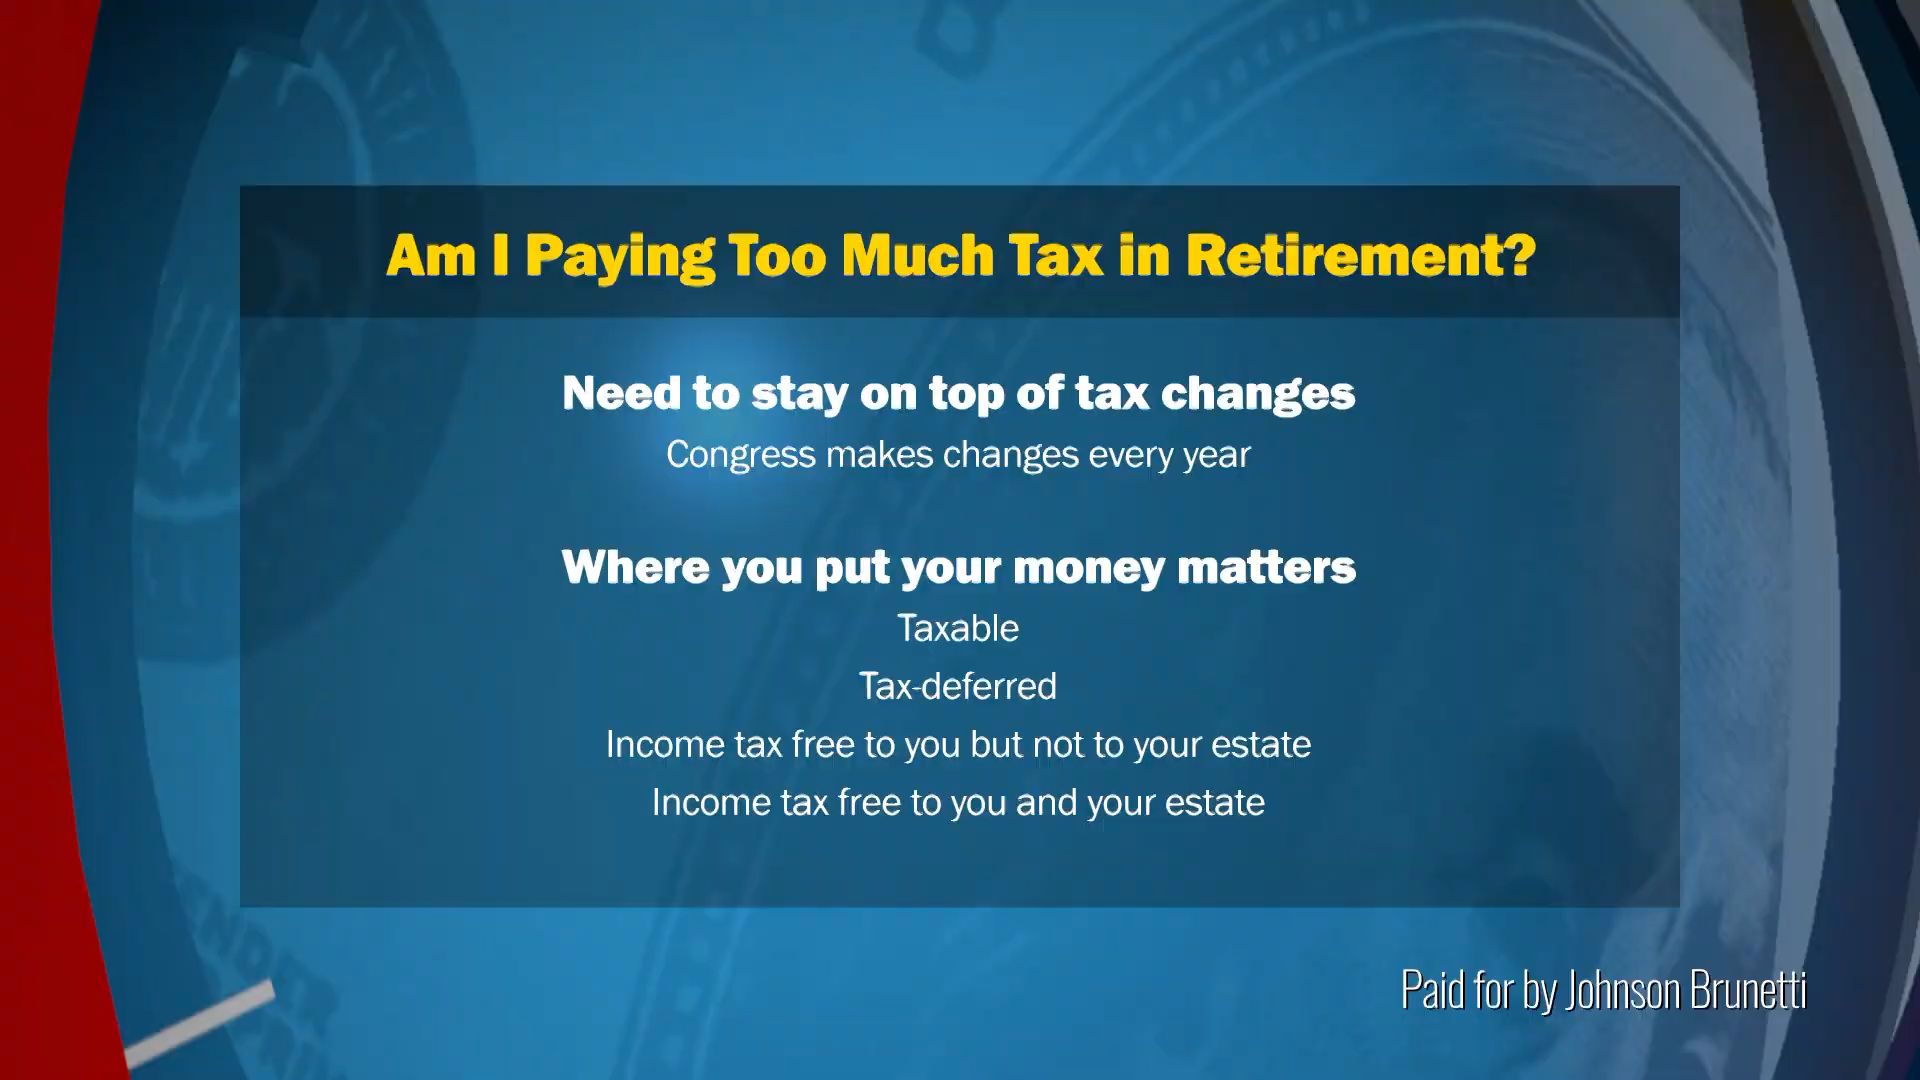 Am I Paying Too Much Tax in Retirement?
Need to stay on top of tax changes
Congress makes changes every year
Where you put your money matters
Taxable
Tax-deferred
Income tax free to you but not to your estate
Income tax free to you and your estate
Paid for by Johnson Brunetti